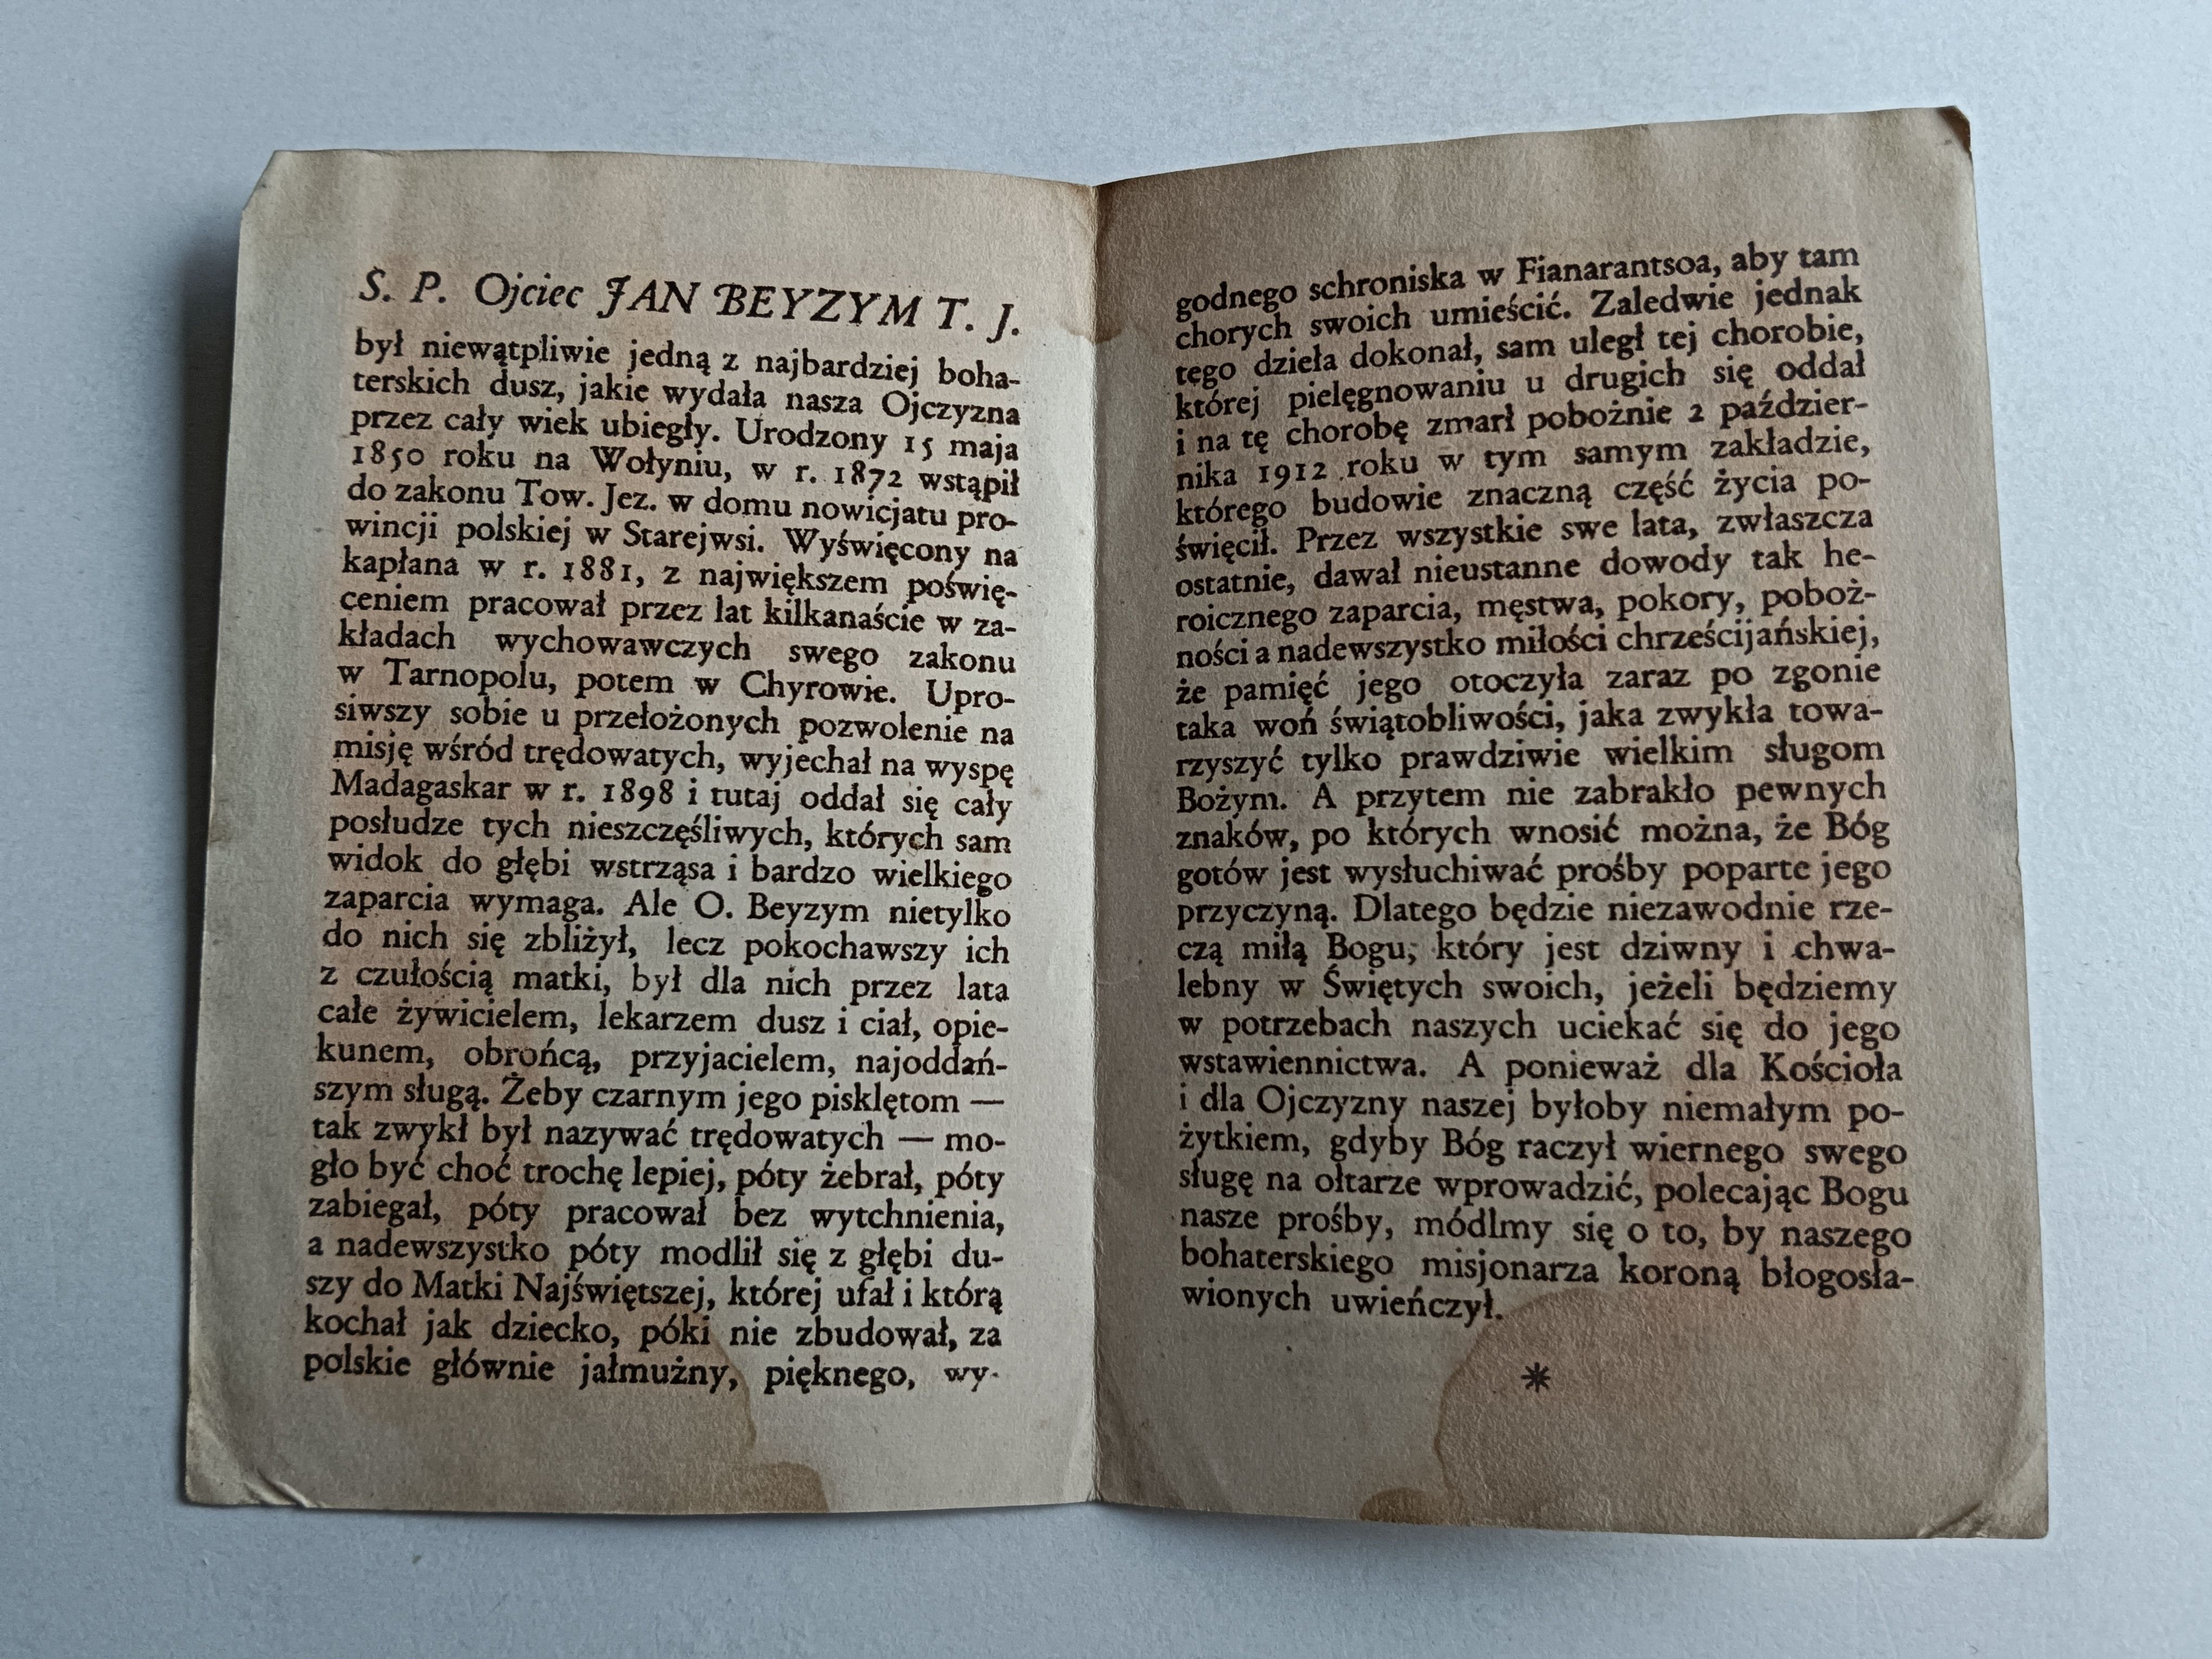 Ś. P. Ojciec JAN BEYZYM T. J.
był niewątpliwie jedną z najbardziej boha-
terskich dusz, jakie wydała nasza Ojczyzna
przez cały wiek ubiegły. Urodzony 15 maja
1850 roku na Wołyniu, w r. 1872 wstąpił
do zakonu Tow. Jez. w domu nowicjatu pro-
wincji polskiej w Starejwsi. Wyświęcony na
kapłana w r. 1881, z największem poświę-
ceniem pracował przez lat kilkanaście w za-
kładach wychowawczych swego zakonu
w Tarnopolu, potem w Chyrowie. Upro-
siwszy sobie u przełożonych pozwolenie na
misję wśród trędowatych, wyjechał na wyspę
Madagaskar w r. 1898 i tutaj oddał się cały
posłudze tych nieszczęśliwych, których sam
widok do głębi wstrząsa i bardzo wielkiego
zaparcia wymaga. Ale O. Beyzym nietylko
do nich się zbliżył, lecz pokochawszy ich
z czułością matki, był dla nich przez lata
całe żywicielem, lekarzem dusz i ciał, opie-
kunem, obrońcą, przyjacielem, najoddań-
szym sługą. Żeby czarnym jego pisklętom —
tak zwykł był nazywać trędowatych — mo-
gło być choć trochę lepiej, póty żebrał, póty
zabiegał, póty pracował bez wytchnienia,
a nadewszystko póty modlił się z głębi du-
szy do Matki Najświętszej, której ufał i którą
kochał jak dziecko, póki nie zbudował, za
polskie głównie jałmużny, pięknego, wy-
godnego schroniska w Fianarantsoa, aby tam
chorych swoich umieścić. Zaledwie jednak
tego dzieła dokonał, sam uległ tej chorobie,
której pielęgnowaniu u drugich się oddał
i na tę chorobę zmarł pobożnie 2 paździer-
nika 1912 roku w tym samym zakładzie,
którego budowie znaczną część życia po-
święcił. Przez wszystkie swe lata, zwłaszcza
ostatnie, dawał nieustanne dowody tak he-
roicznego zaparcia, męstwa, pokory, poboż-
ności a nadewszystko miłości chrześcijańskiej,
że pamięć jego otoczyła zaraz po zgonie
taka woń świątobliwości, jaka zwykła towa-
rzyszyć tylko prawdziwie wielkim sługom
Bożym. A przytem nie zabrakło pewnych
znaków, po których wnosić można, że Bóg
gotów jest wysłuchiwać prośby poparte jego
przyczyną. Dlatego będzie niezawodnie rze-
czą miłą Bogu, który jest dziwny i chwa-
lebny w Świętych swoich, jeżeli będziemy
w potrzebach naszych uciekać się do jego
wstawiennictwa. A ponieważ dla Kościoła
i dla Ojczyzny naszej byłoby niemałym po-
żytkiem, gdyby Bóg raczył wiernego swego
sługę na ołtarze wprowadzić, polecając Bogu
nasze prośby, módlmy się o to, by naszego
bohaterskiego misjonarza koroną błogosła-
wionych uwieńczył.
*